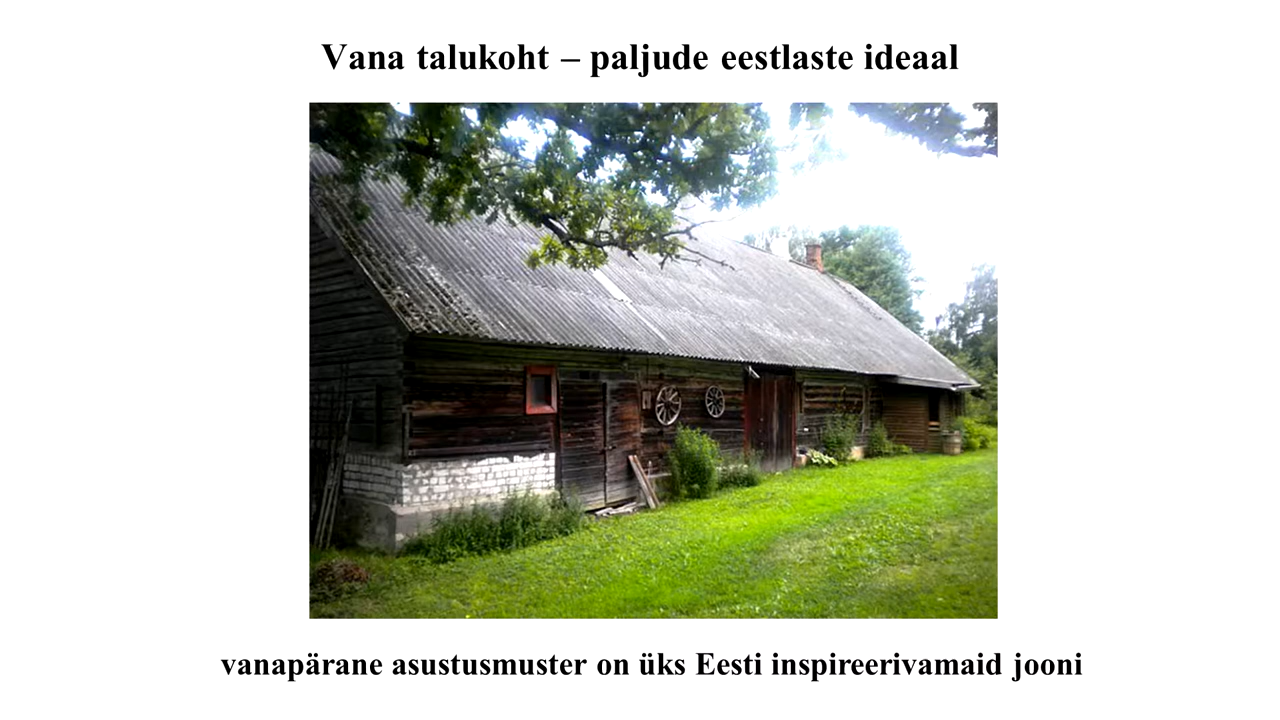 Vana talukoht – paljude eestlaste ideaal
vanapärane asustusmuster on üks Eesti inspireerivamaid jooni